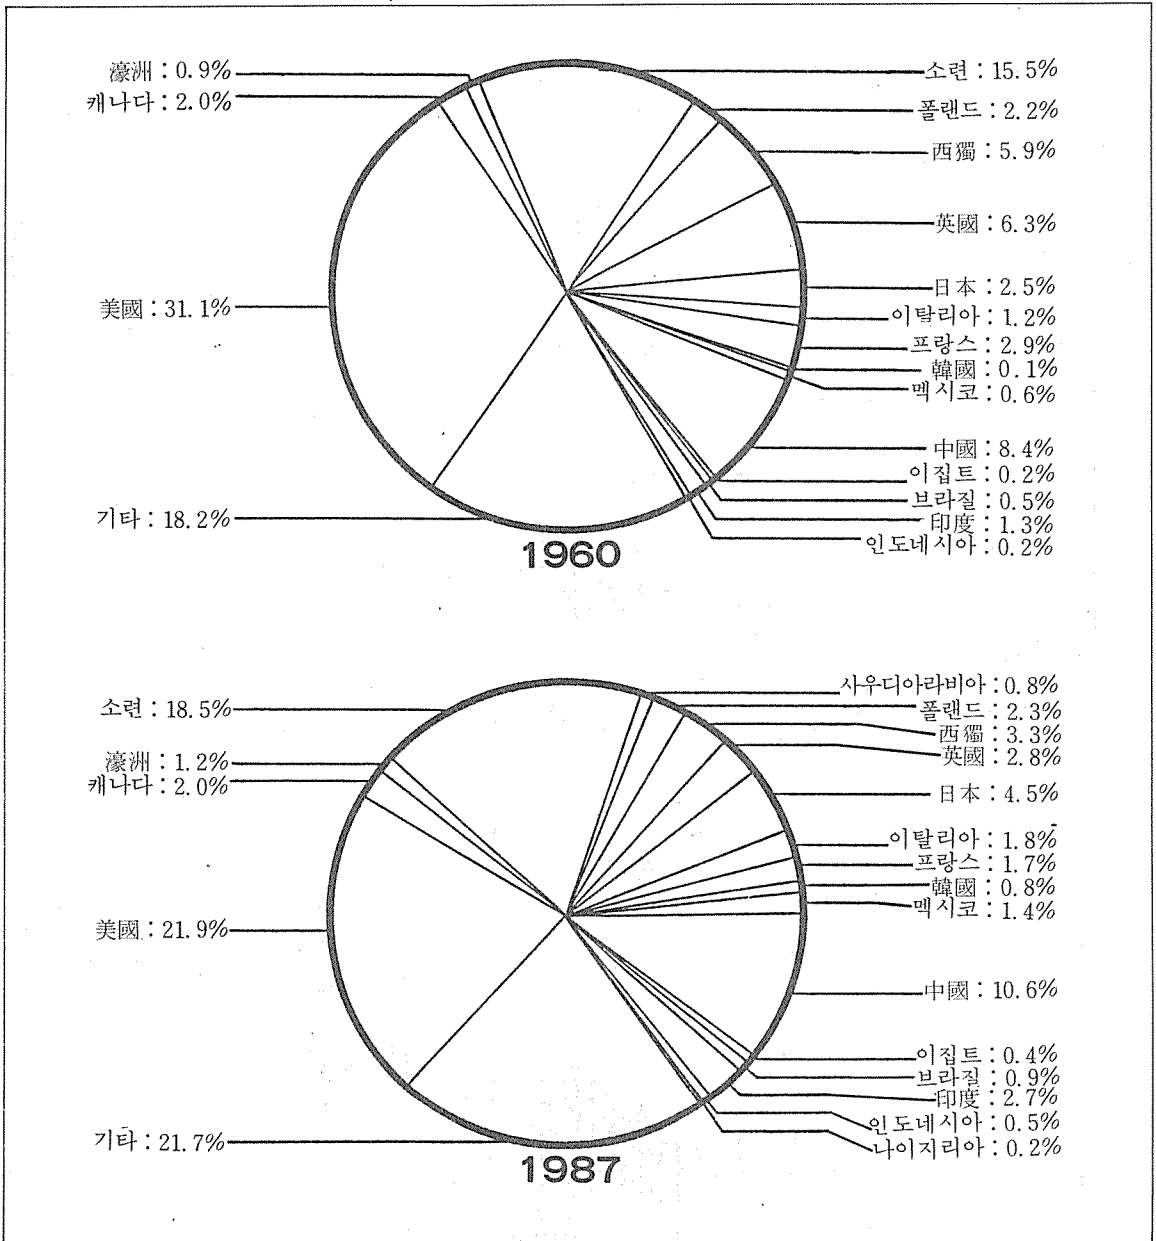 濠洲 : 0.9%
캐나다 : 2.0%
美國 : 31.1%
기타 : 18.2%
소련 : 15.5%
폴랜드 : 2.2%
西獨 : 5.9%
英國 : 6.3%
日本 : 2.5%
이탈리아 : 1.2%
프랑스 : 2.9%
韓國 : 0.1%
멕시코 : 0.6%
中國 : 8.4%
이집트 : 0.2%
브라질 : 0.5%
印度 : 1.3%
인도네시아 : 0.2%
1960
소련 : 18.5%
濠洲 : 1.2%
캐나다 : 2.0%
美國 : 21.9%
기타 : 21.7%
사우디아라비아 : 0.8%
폴랜드 : 2.3%
西獨 : 3.3%
英國 : 2.8%
日本 : 4.5%
이탈리아 : 1.8%
프랑스 : 1.7%
韓國 : 0.8%
멕시코 : 1.4%
中國 : 10.6%
이집트 : 0.4%
브라질 : 0.9%
印度 : 2.7%
인도네시아 : 0.5%
나이지리아 : 0.2%
1987